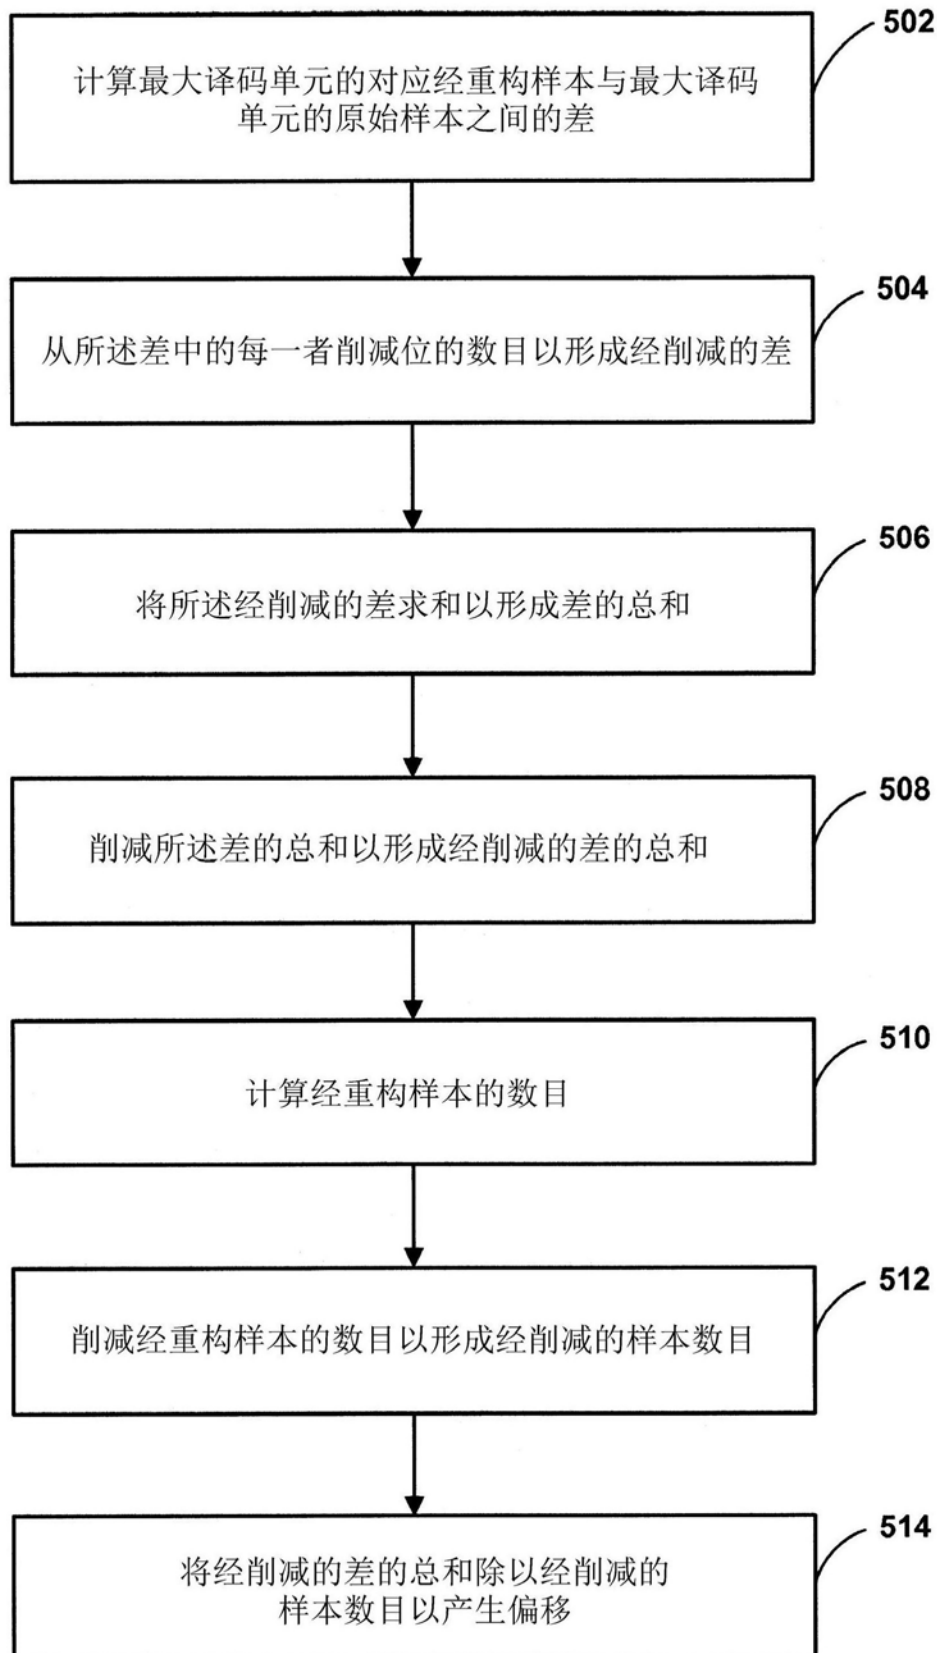 502
计算最大译码单元的对应经重构样本与最大译码
单元的原始样本之间的差
504
从所述差中的每一者削减位的数目以形成经削减的差
506
将所述经削减的差求和以形成差的总和
508
削减所述差的总和以形成经削减的差的总和
510
计算经重构样本的数目
512
削减经重构样本的数目以形成经削减的样本数目
514
将经削减的差的总和除以经削减的
样本数目以产生偏移